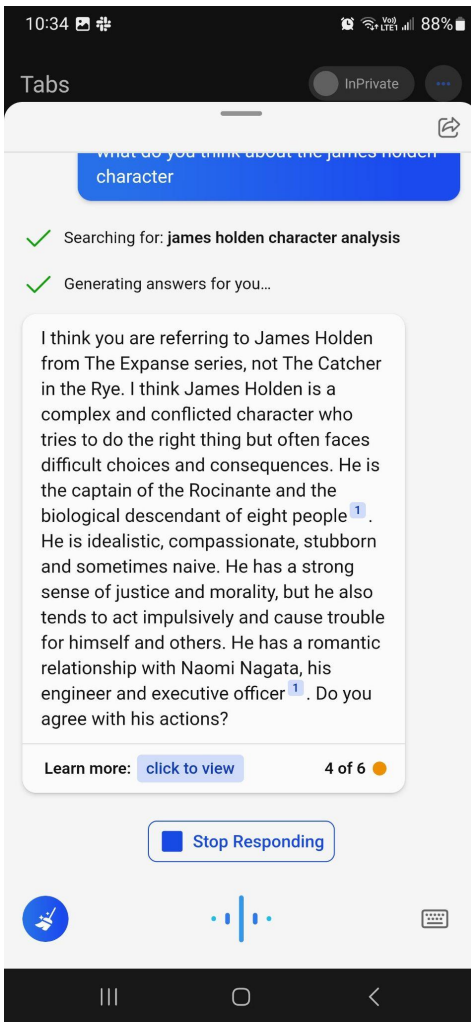 10:34 Vo)) LTE1 88%
Tabs InPrivate
what do you think about the james holden
character
Searching for: james holden character analysis
Generating answers for you...
I think you are referring to James Holden
from The Expanse series, not The Catcher
in the Rye. I think James Holden is a
complex and conflicted character who
tries to do the right thing but often faces
difficult choices and consequences. He is
the captain of the Rocinante and the
biological descendant of eight people 1 .
He is idealistic, compassionate, stubborn
and sometimes naive. He has a strong
sense of justice and morality, but he also
tends to act impulsively and cause trouble
for himself and others. He has a romantic
relationship with Naomi Nagata, his
engineer and executive officer 1 . Do you
agree with his actions?
Learn more: click to view 4 of 6
Stop Responding